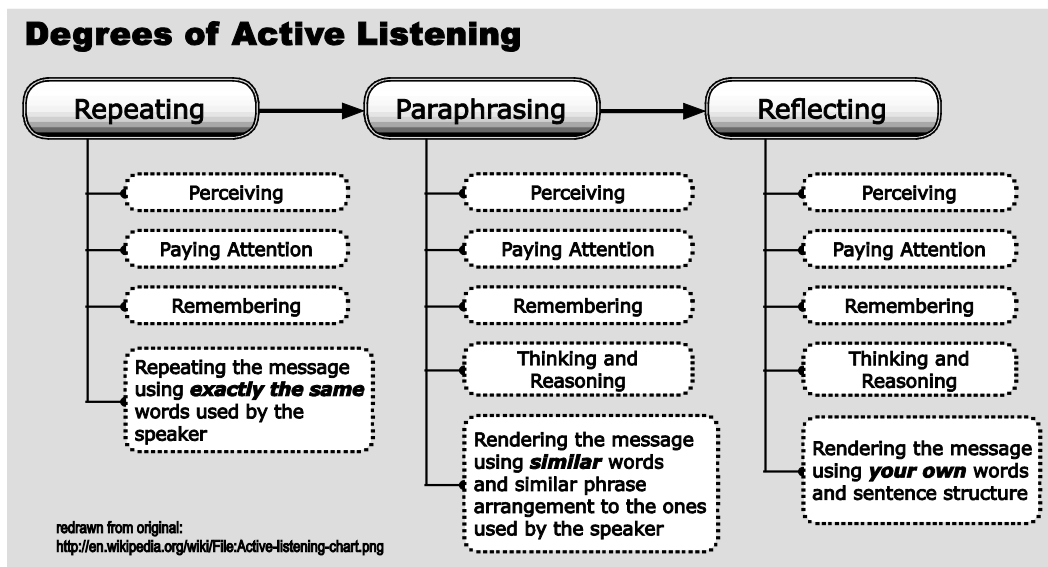 Degrees of Active Listening
Repeating
Perceiving
Paying Attention
Remembering
Repeating the message
using exactly the same
words used by the
speaker
Paraphrasing
Perceiving
Paying Attention
Remembering
Thinking and
Reasoning
Rendering the message
using similar words
and similar phrase
arrangement to the ones
used by the speaker
Reflecting
Perceiving
Paying Attention
Remembering
Thinking and
Reasoning
Rendering the message
using your own words
and sentence structure
redrawn from original:
http://en.wikipedia.org/wiki/File:Active-listening-chart.png